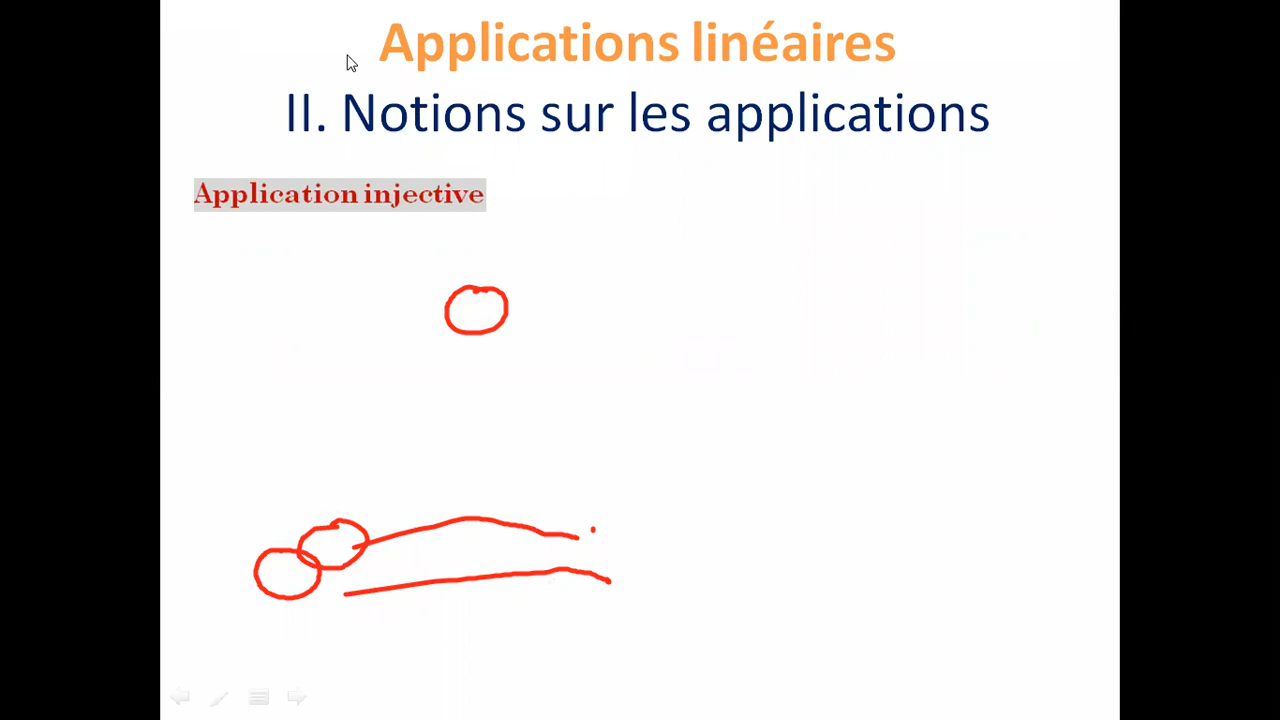 Applications linéaires
II. Notions sur les applications
Application injective